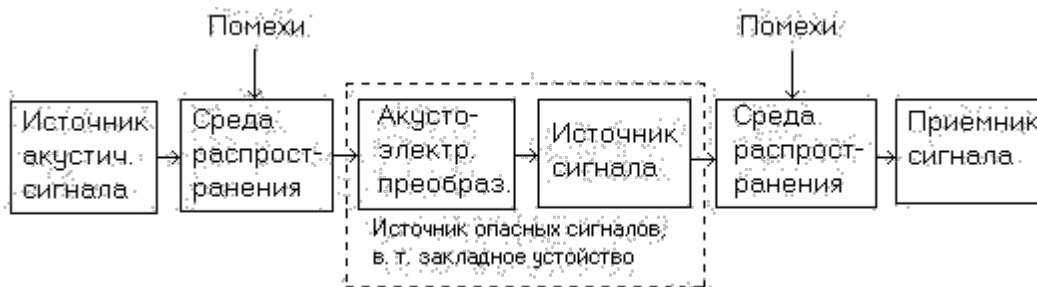 Помехи
Помехи
Источник
акустич.
сигнала
Среда
распрост-
ранения
Акусто-
электр.
преобраз.
Источник
сигнала
Среда
распрост-
ранения
Приемник
сигнала
Источник опасных сигналов,
в. т. закладное устойство